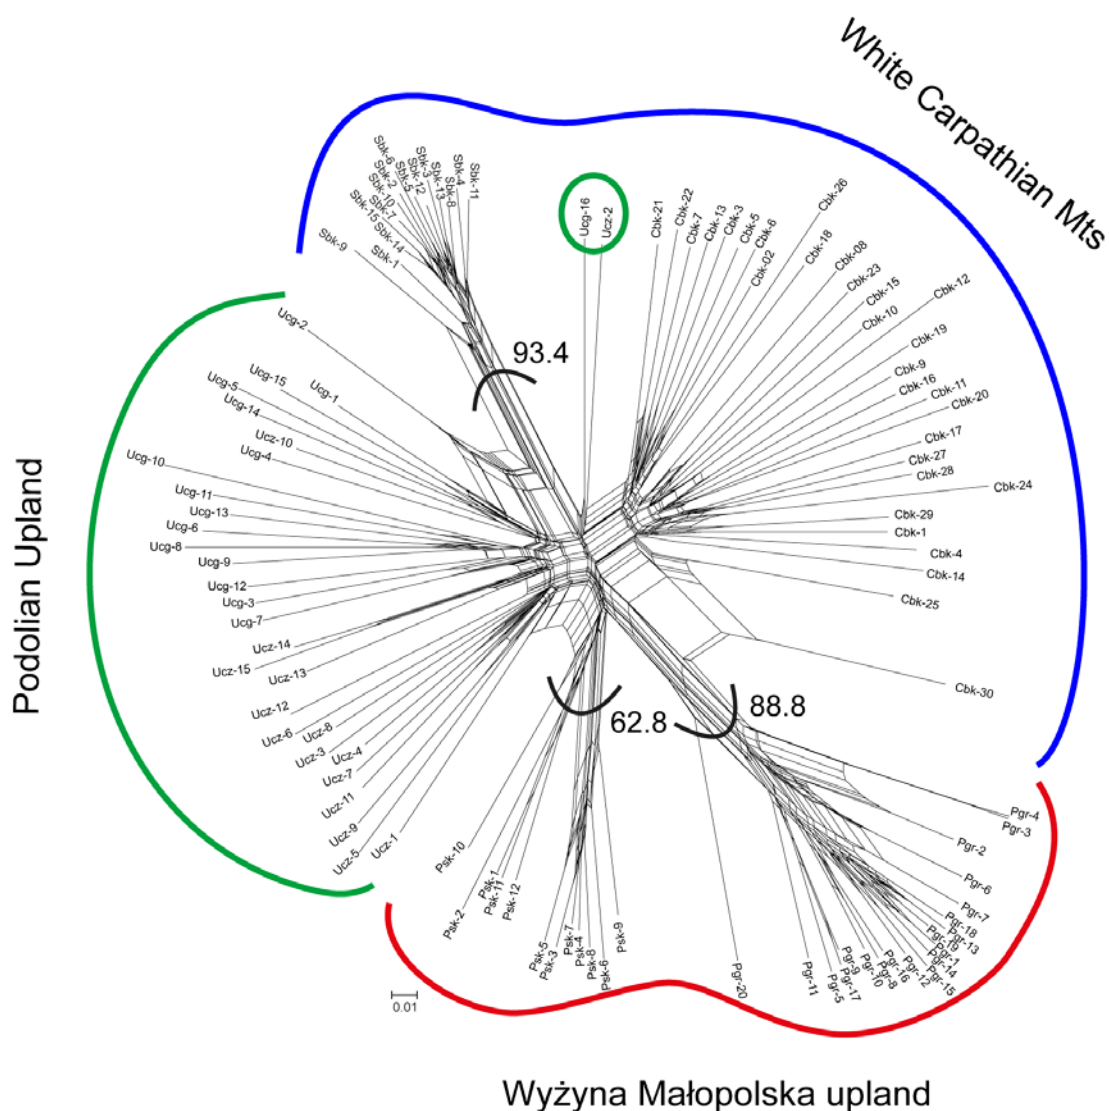 White Carpathian Mts
Sbk-6
Sbk-2
Sbk-10
Sbk-15
Sbk-5
Sbk-7
Sbk-12
Sbk-14
Sbk-3
Sbk-13
Sbk-8
Sbk-4
Sbk-11
Sbk-9
Sbk-1
Ucg-16
Ucz-2
Cbk-21
Cbk-22
Cbk-7
Cbk-13
Cbk-3
Cbk-5
Cbk-6
Cbk-02
Cbk-26
Cbk-18
Cbk-08
Cbk-23
Cbk-15
Cbk-10
Cbk-12
Cbk-19
Cbk-9
Cbk-16
Cbk-11
Cbk-20
Cbk-17
Cbk-27
Cbk-28
Cbk-24
Cbk-29
Cbk-1
Cbk-4
Cbk-14
Cbk-25
Cbk-30
93.4
62.8
88.8
Podolian Upland
Ucg-2
Ucg-15
Ucg-5
Ucg-1
Ucg-14
Ucz-10
Ucg-4
Ucg-10
Ucg-11
Ucg-13
Ucg-6
Ucg-8
Ucg-9
Ucg-12
Ucg-3
Ucg-7
Ucz-14
Ucz-15
Ucz-13
Ucz-12
Ucz-6
Ucz-8
Ucz-3
Ucz-4
Ucz-7
Ucz-11
Ucz-9
Ucz-5
Ucz-1
Psk-10
Psk-2
Psk-1
Psk-11
Psk-12
Psk-5
Psk-3
Psk-7
Psk-4
Psk-8
Psk-6
Psk-9
Pgr-20
Pgr-11
Pgr-5
Pgr-17
Pgr-9
Pgr-10
Pgr-8
Pgr-16
Pgr-12
Pgr-15
Pgr-14
Pgr-1
Pgr-19
Pgr-13
Pgr-18
Pgr-7
Pgr-6
Pgr-2
Pgr-3
Pgr-4
0.01
Wyżyna Małopolska upland